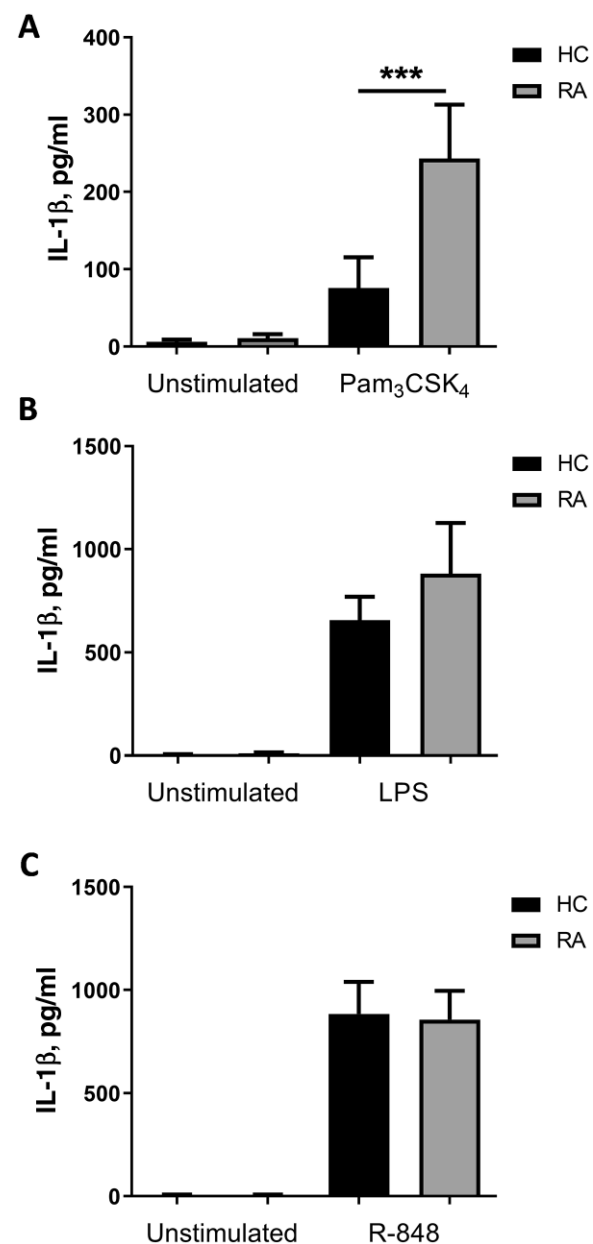 A
400
300
200
100
0
IL-1β, pg/ml
***
HC
RA
Unstimulated Pam₃CSK₄
B
1500
1000
500
0
IL-1β, pg/ml
HC
RA
Unstimulated LPS
C
1500
1000
500
0
IL-1β, pg/ml
HC
RA
Unstimulated R-848